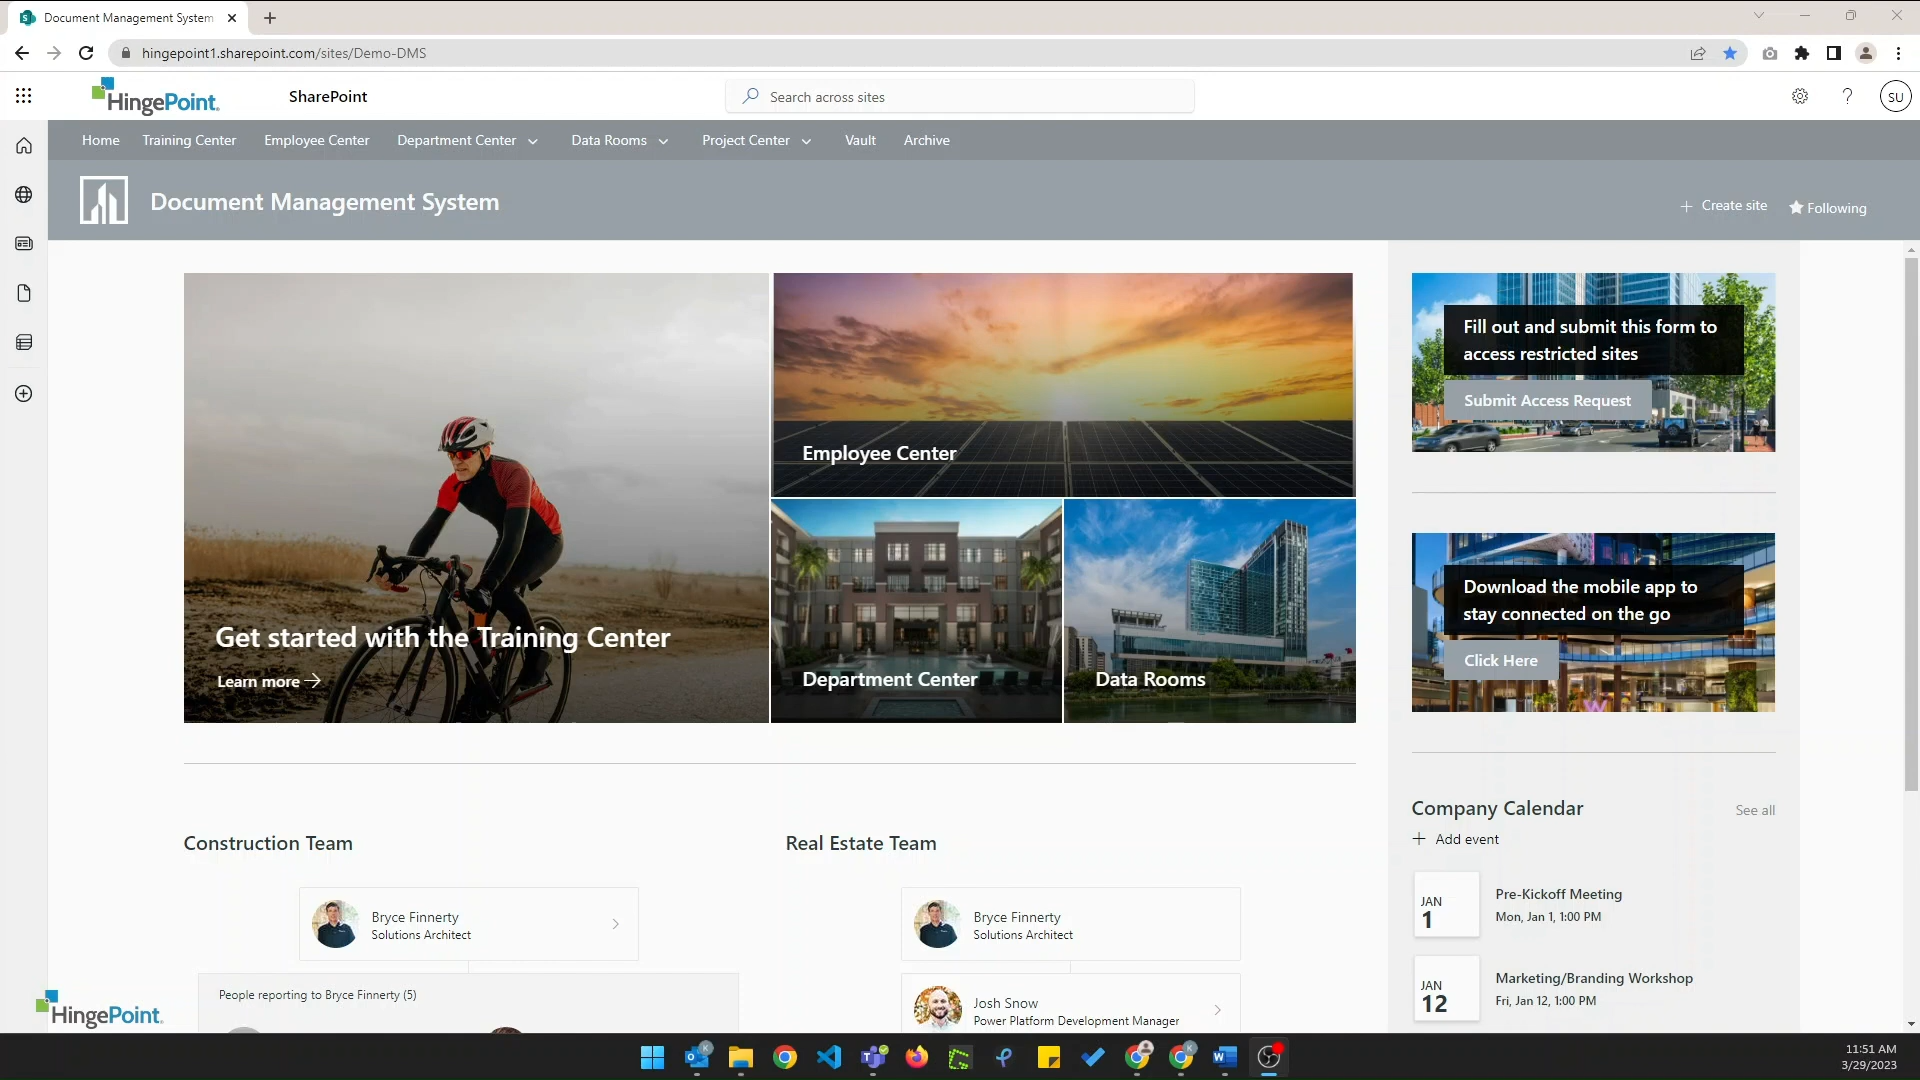 Document Management System
hingepoint1.sharepoint.com/sites/Demo-DMS
HingePoint.
SharePoint
Search across sites
SU
Home
Training Center
Employee Center
Department Center
Data Rooms
Project Center
Vault
Archive
Document Management System
Create site
Following
Get started with the Training Center
Learn more
Employee Center
Department Center
Data Rooms
Fill out and submit this form to
access restricted sites
Submit Access Request
Download the mobile app to
stay connected on the go
Click Here
W
Construction Team
Bryce Finnerty
Solutions Architect
People reporting to Bryce Finnerty (5)
Real Estate Team
Bryce Finnerty
Solutions Architect
Josh Snow
Power Platform Development Manager
Company Calendar
See all
Add event
JAN
1
Pre-Kickoff Meeting
Mon, Jan 1, 1:00 PM
JAN
12
Marketing/Branding Workshop
Fri, Jan 12, 1:00 PM
HingePoint.
11:51 AM
3/29/2023